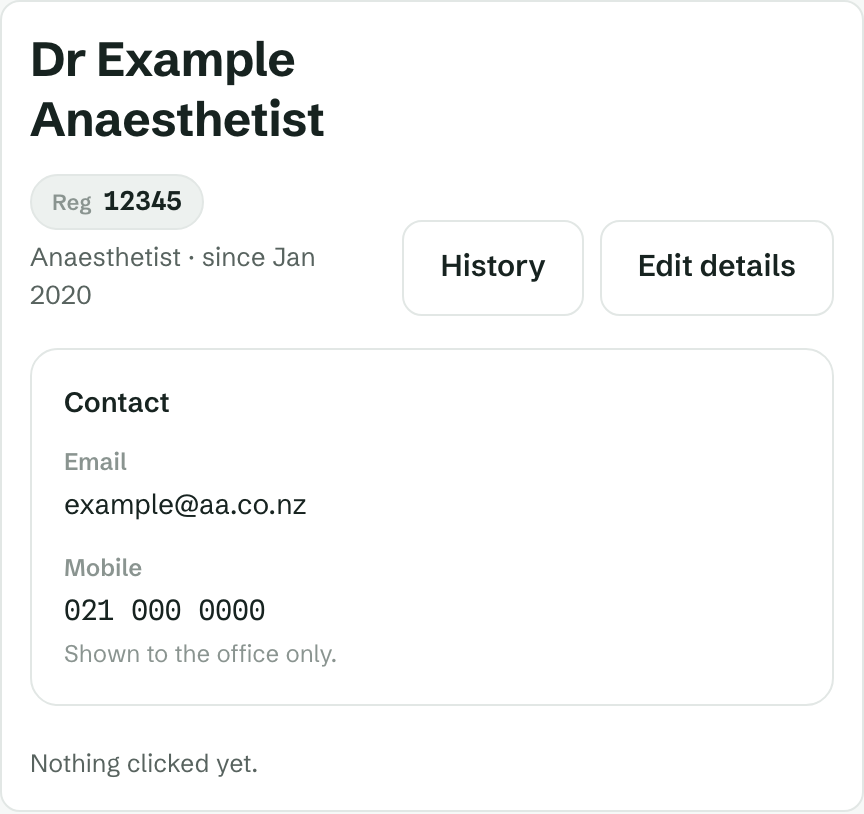 Dr Example
Anaesthetist
Reg 12345
Anaesthetist · since Jan
2020
History
Edit details
Contact
Email
example@aa.co.nz
Mobile
021 000 0000
Shown to the office only.
Nothing clicked yet.